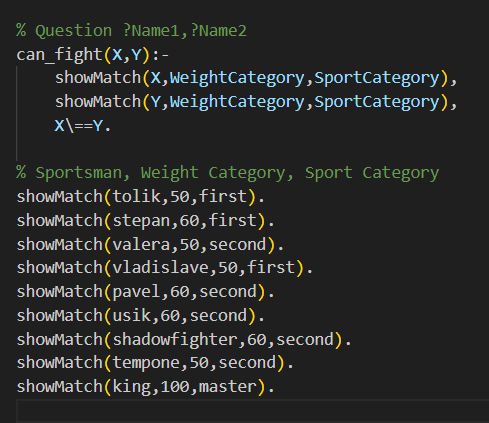 % Question ?Name1,?Name2
can_fight(X,Y):-
    showMatch(X,WeightCategory,SportCategory),
    showMatch(Y,WeightCategory,SportCategory),
    X\==Y.
% Sportsman, Weight Category, Sport Category
showMatch(tolik,50,first).
showMatch(stepan,60,first).
showMatch(valera,50,second).
showMatch(vladislave,50,first).
showMatch(pavel,60,second).
showMatch(usik,60,second).
showMatch(shadowfighter,60,second).
showMatch(tempone,50,second).
showMatch(king,100,master).